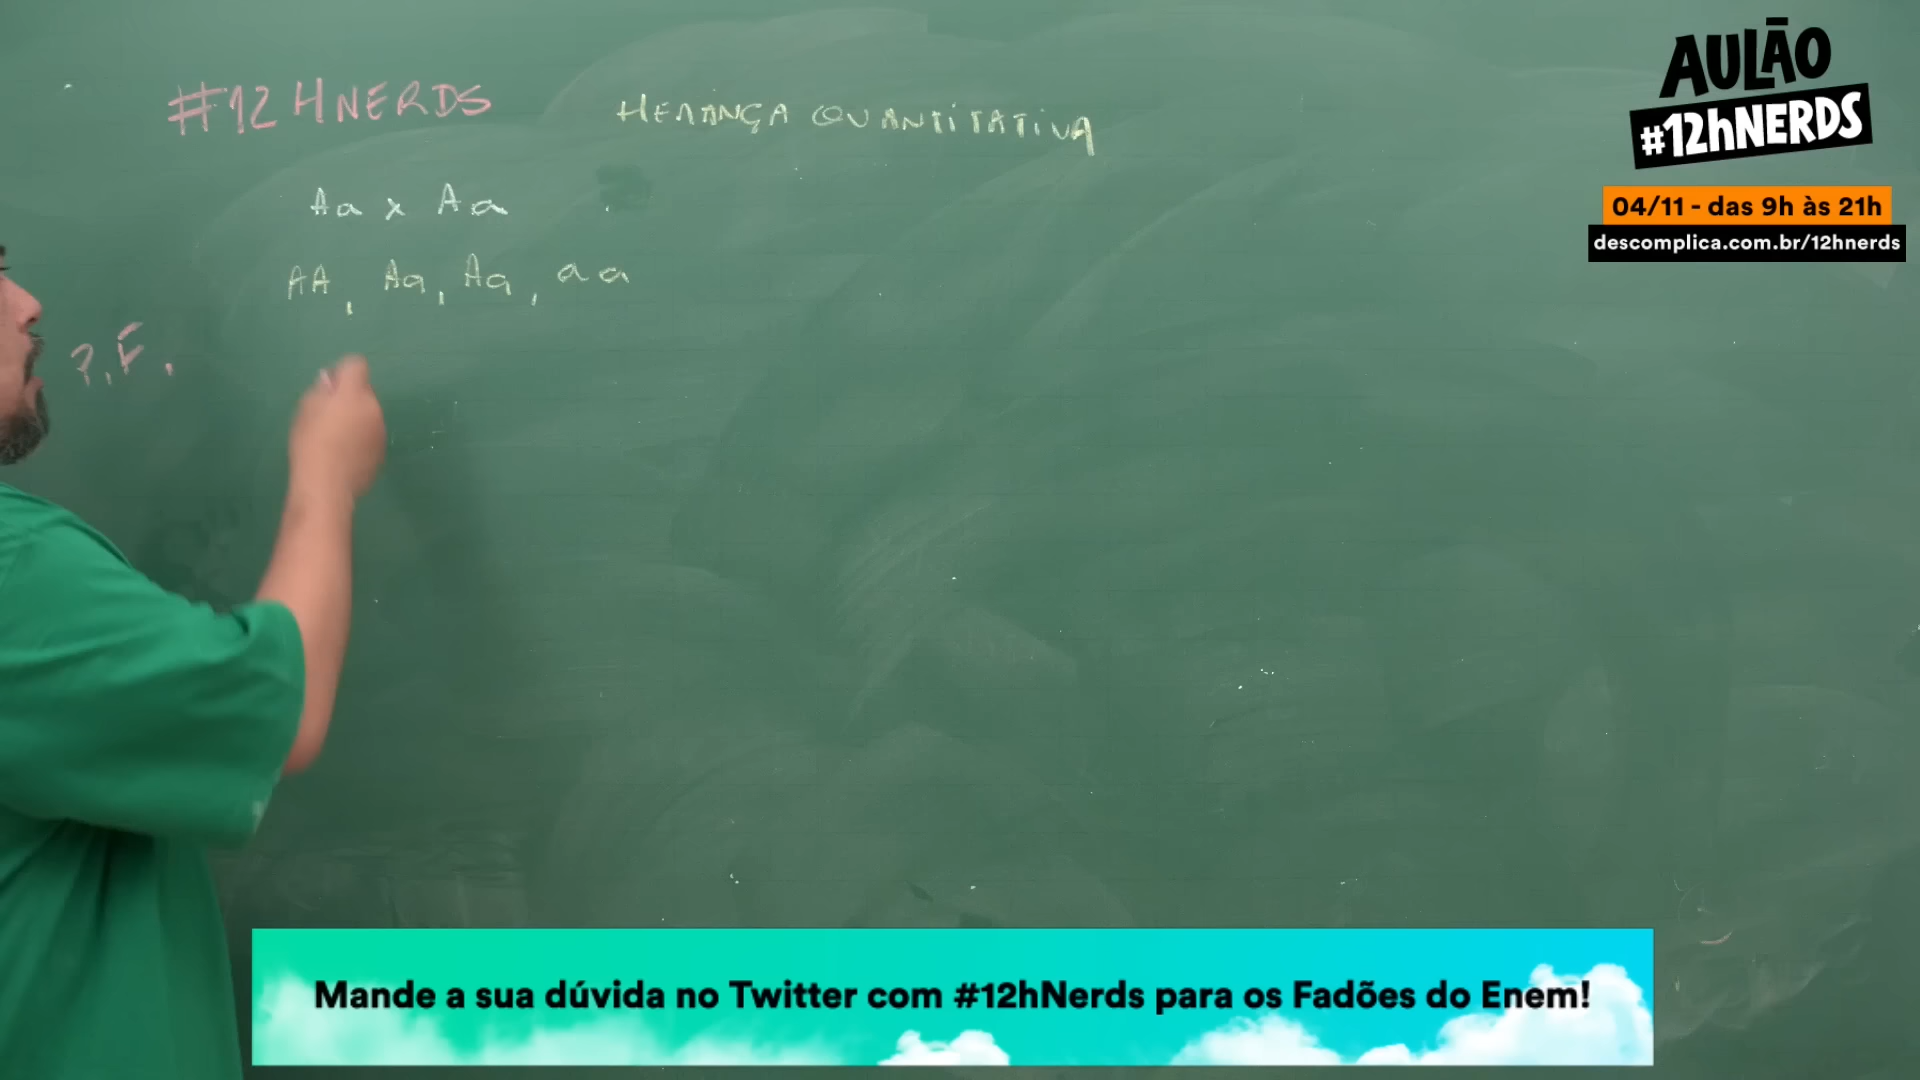 #12HNERDS
HERANÇA QUANTITATIVA
Aa x Aa
AA, Aa, Aa, aa
P.F.
AULÃO
#12hNERDS
04/11 - das 9h às 21h
descomplica.com.br/12hnerds
Mande a sua dúvida no Twitter com #12hNerds para os Fadões do Enem!